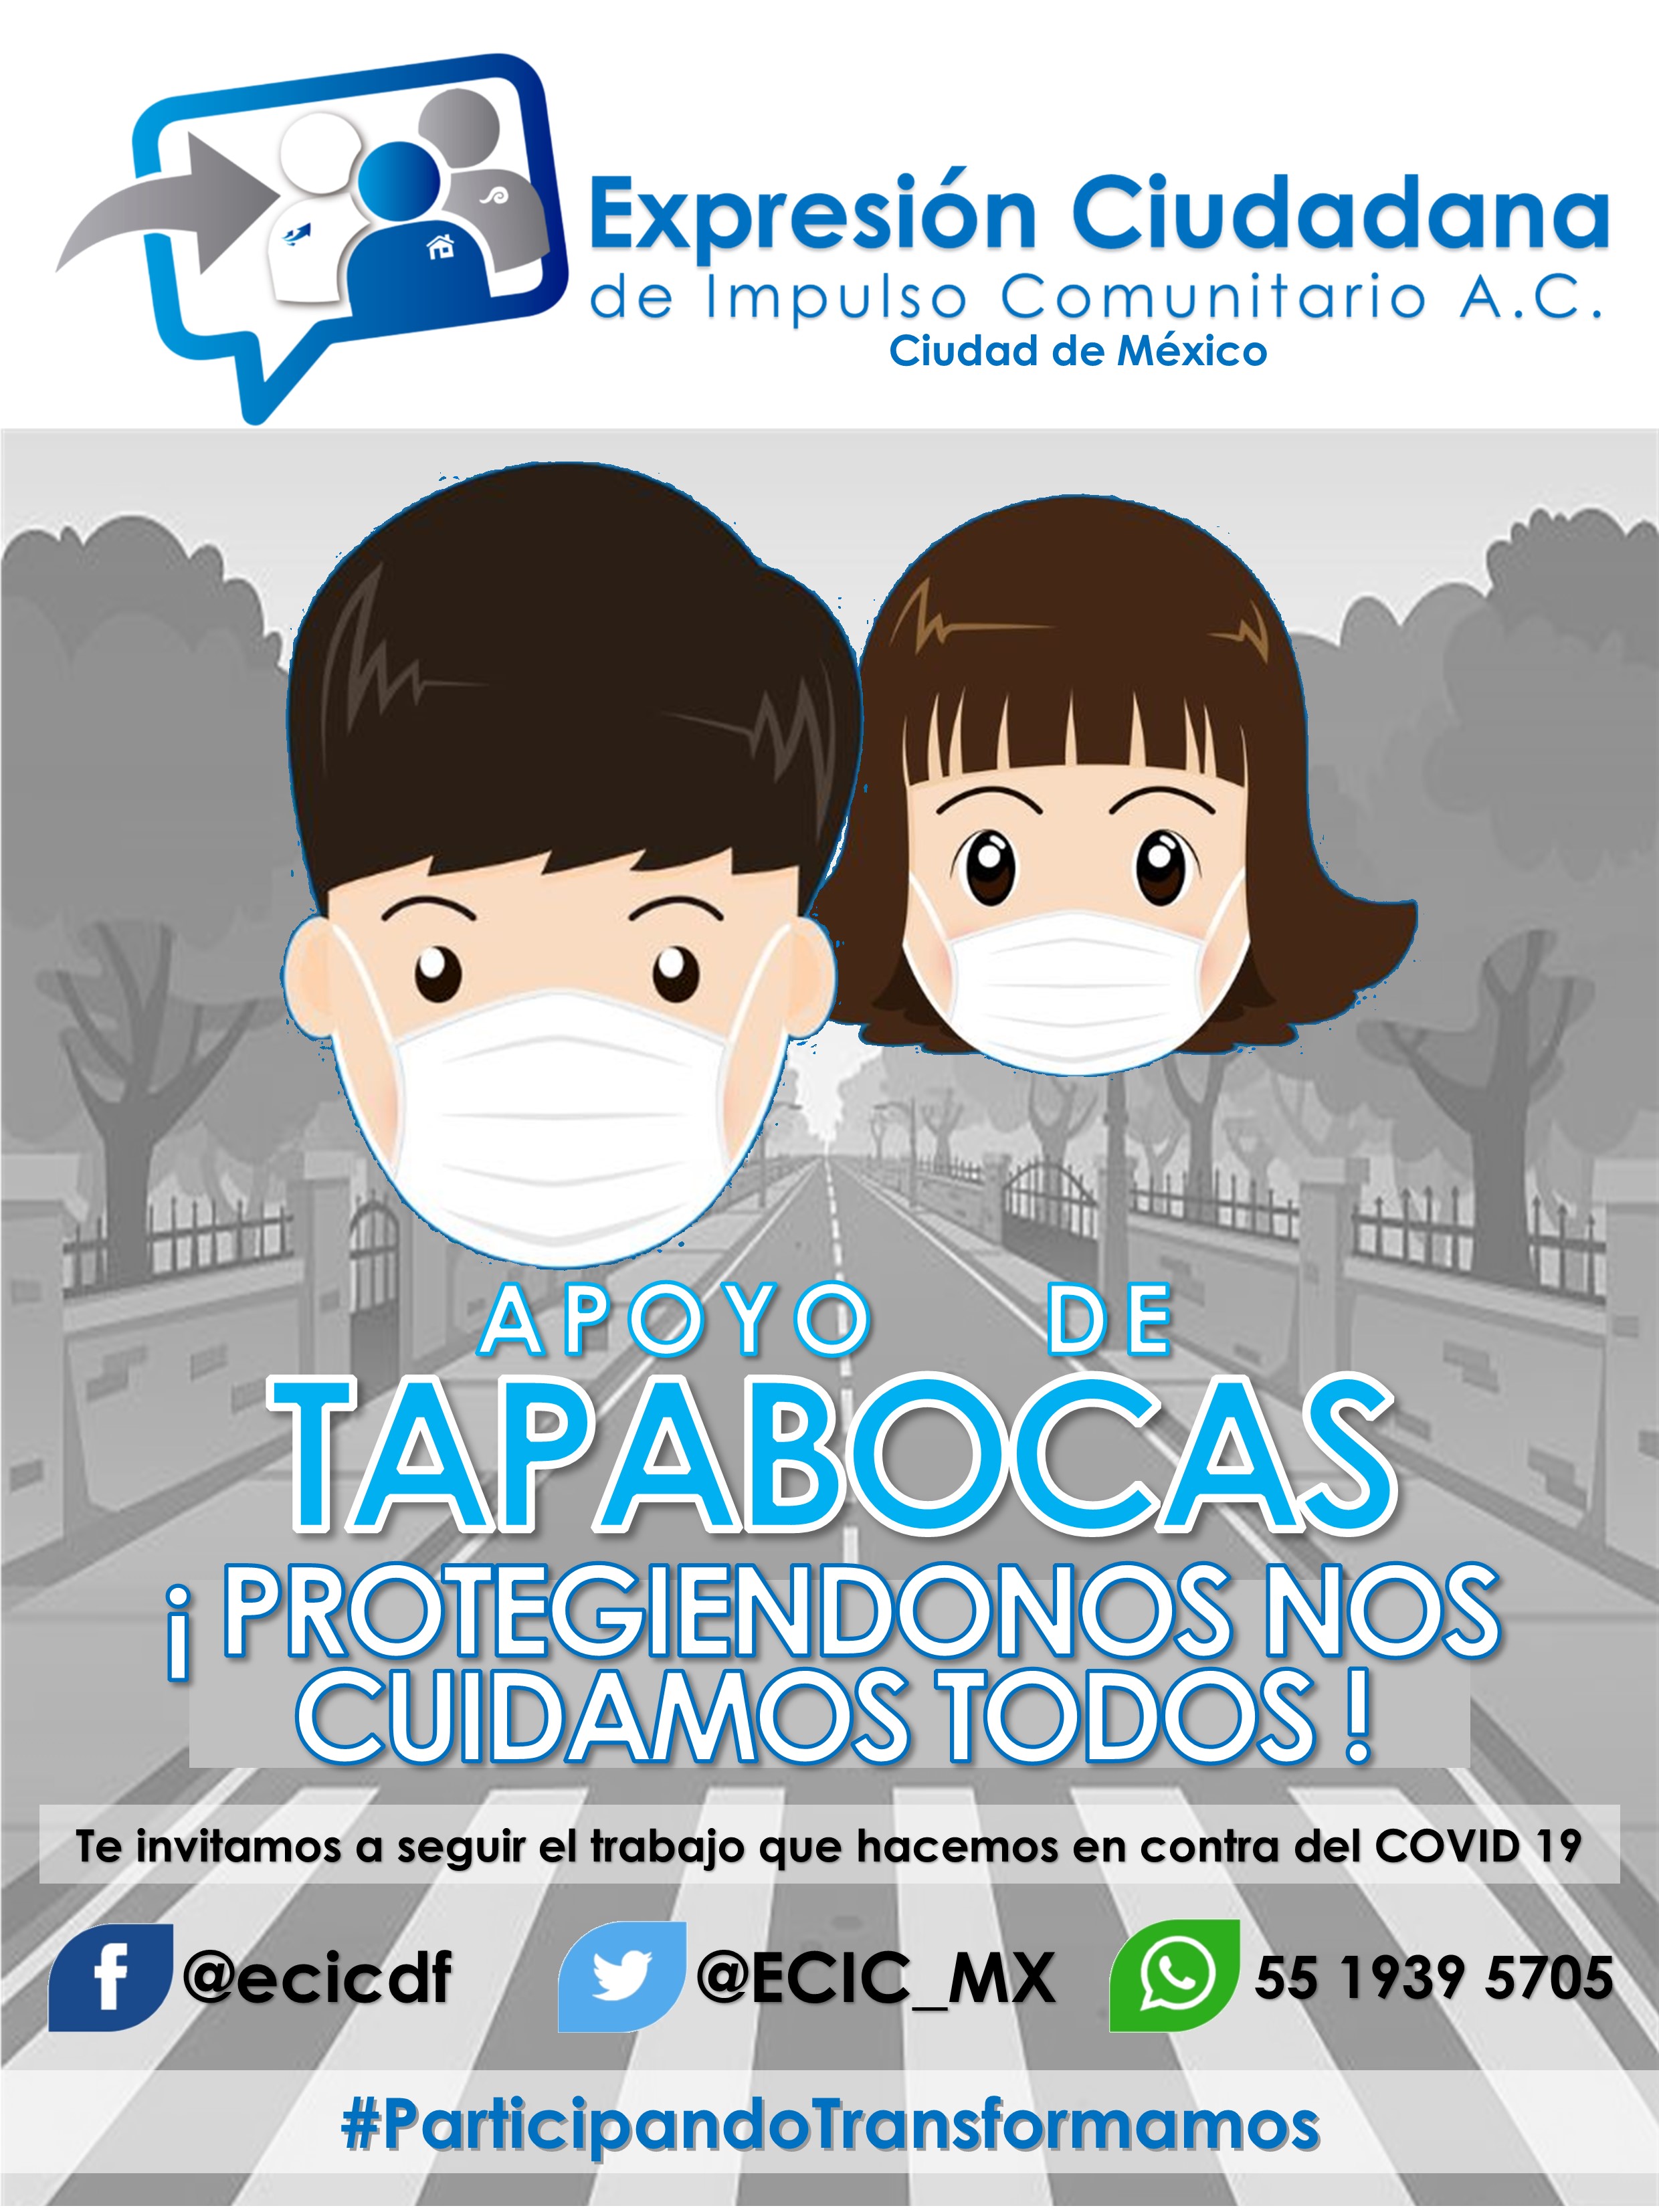 Expresión Ciudadana
de Impulso Comunitario A.C.
Ciudad de México
APOYO DE
TAPABOCAS
¡ PROTEGIENDONOS NOS
CUIDAMOS TODOS !
Te invitamos a seguir el trabajo que hacemos en contra del COVID 19
@ecicdf @ECIC_MX 55 1939 5705
#ParticipandoTransformamos